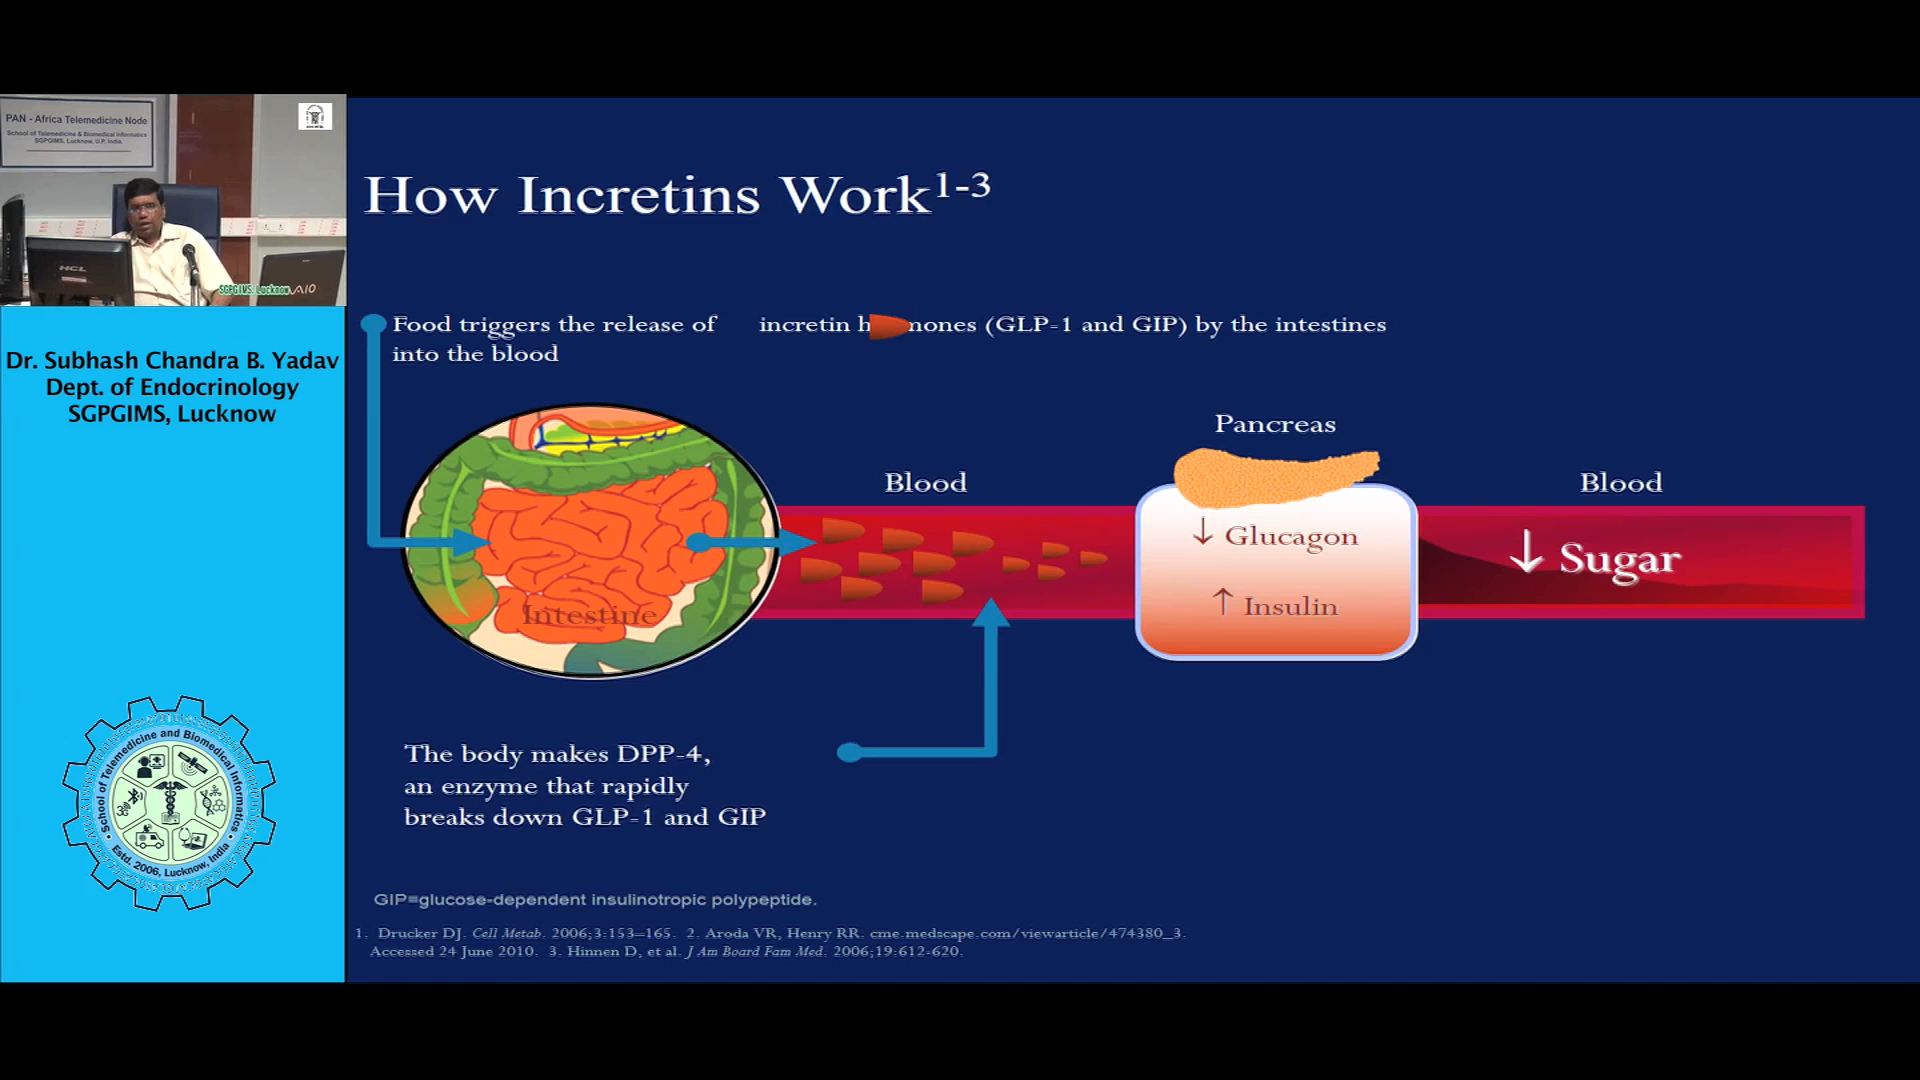 PAN - Africa Telemedicine Node
School of Telemedicine & Biomedical Informatics
SGPGIMS, Lucknow, U.P, India.
HCL
SGPGIMS, Lucknow
AIO
Dr. Subhash Chandra B. Yadav
Dept. of Endocrinology
SGPGIMS, Lucknow
School of Telemedicine and Biomedical Informatics
Estd. 2006, Lucknow, India
How Incretins Work1-3
Food triggers the release of incretin h mones (GLP-1 and GIP) by the intestines
into the blood
Pancreas
Blood
Blood
↓ Glucagon
↓ Sugar
↑ Insulin
Intestine
The body makes DPP-4,
an enzyme that rapidly
breaks down GLP-1 and GIP
GIP=glucose-dependent insulinotropic polypeptide.
1. Drucker DJ. Cell Metab. 2006;3:153–165. 2. Aroda VR, Henry RR. cme.medscape.com/viewarticle/474380_3.
Accessed 24 June 2010. 3. Hinnen D, et al. J Am Board Fam Med. 2006;19:612-620.